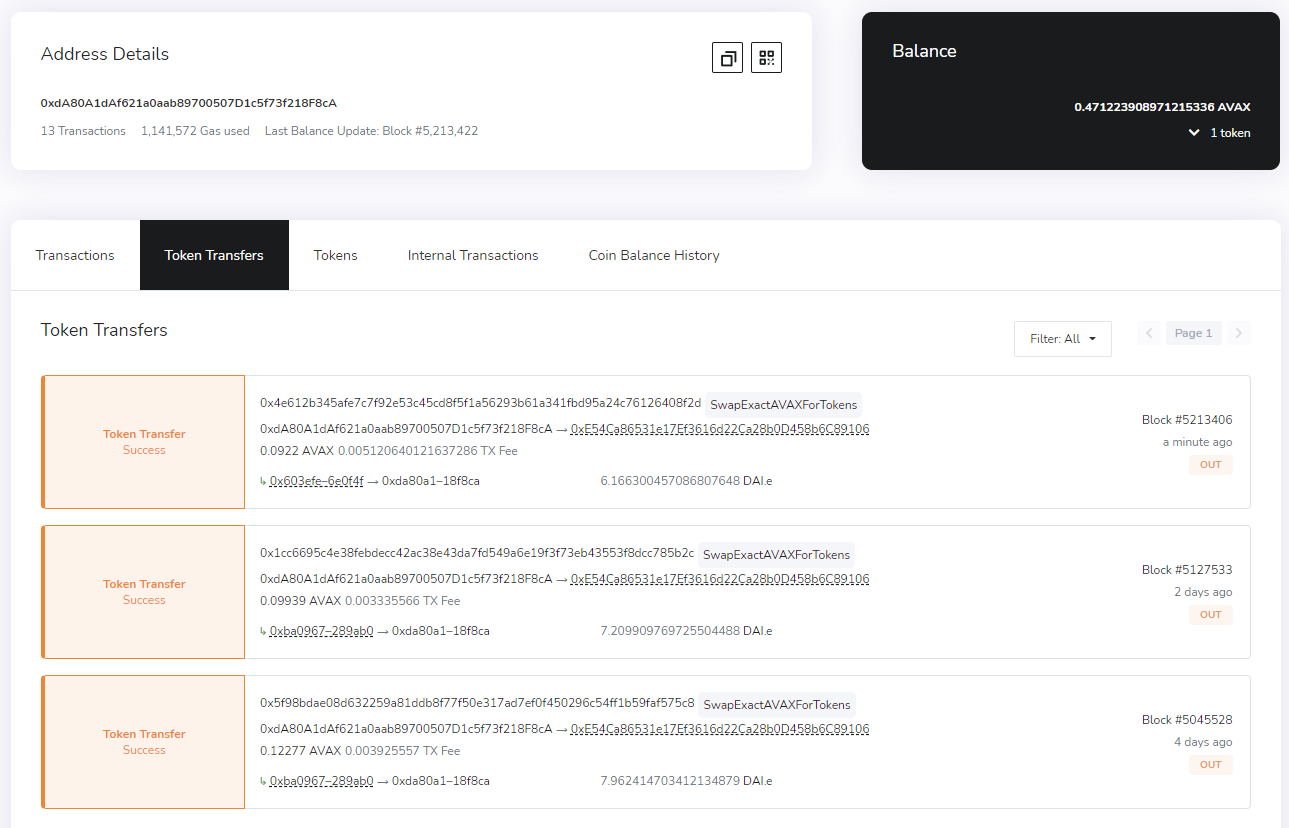 Address Details
0xdA80A1dAf621a0aab89700507D1c5f73f218F8cA
13 Transactions 1,141,572 Gas used Last Balance Update: Block #5,213,422
Balance
0.471223908971215336 AVAX
1 token
Transactions Token Transfers Tokens Internal Transactions Coin Balance History
Token Transfers
Filter: All
Page 1
Token Transfer
Success
0x4e612b345afe7c7f92e53c45cd8f5f1a56293b61a341fbd95a24c76126408f2d SwapExactAVAXForTokens
0xdA80A1dAf621a0aab89700507D1c5f73f218F8cA → 0xE54Ca86531e17Ef3616d22Ca28b0D458b6C89106
0.0922 AVAX 0.005120640121637286 TX Fee
↳ 0x603efe–6e0f4f → 0xda80a1–18f8ca 6.166300457086807648 DAI.e
Block #5213406
a minute ago
OUT
Token Transfer
Success
0x1cc6695c4e38febdecc42ac38e43da7fd549a6e19f3f73eb43553f8dcc785b2c SwapExactAVAXForTokens
0xdA80A1dAf621a0aab89700507D1c5f73f218F8cA → 0xE54Ca86531e17Ef3616d22Ca28b0D458b6C89106
0.09939 AVAX 0.003335566 TX Fee
↳ 0xba0967–289ab0 → 0xda80a1–18f8ca 7.209909769725504488 DAI.e
Block #5127533
2 days ago
OUT
Token Transfer
Success
0x5f98bdae08d632259a81ddb8f77f50e317ad7ef0f450296c54ff1b59faf575c8 SwapExactAVAXForTokens
0xdA80A1dAf621a0aab89700507D1c5f73f218F8cA → 0xE54Ca86531e17Ef3616d22Ca28b0D458b6C89106
0.12277 AVAX 0.003925557 TX Fee
↳ 0xba0967–289ab0 → 0xda80a1–18f8ca 7.962414703412134879 DAI.e
Block #5045528
4 days ago
OUT